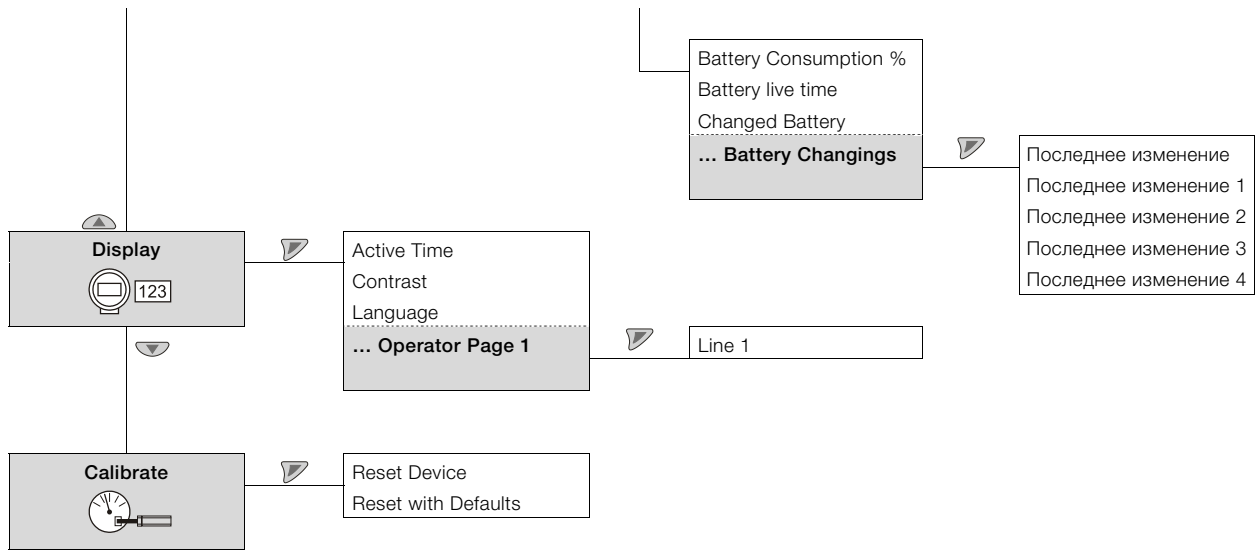 Battery Consumption %
Battery live time
Changed Battery
... Battery Changings
Последнее изменение
Последнее изменение 1
Последнее изменение 2
Последнее изменение 3
Последнее изменение 4
Display
123
Active Time
Contrast
Language
... Operator Page 1
Line 1
Calibrate
Reset Device
Reset with Defaults